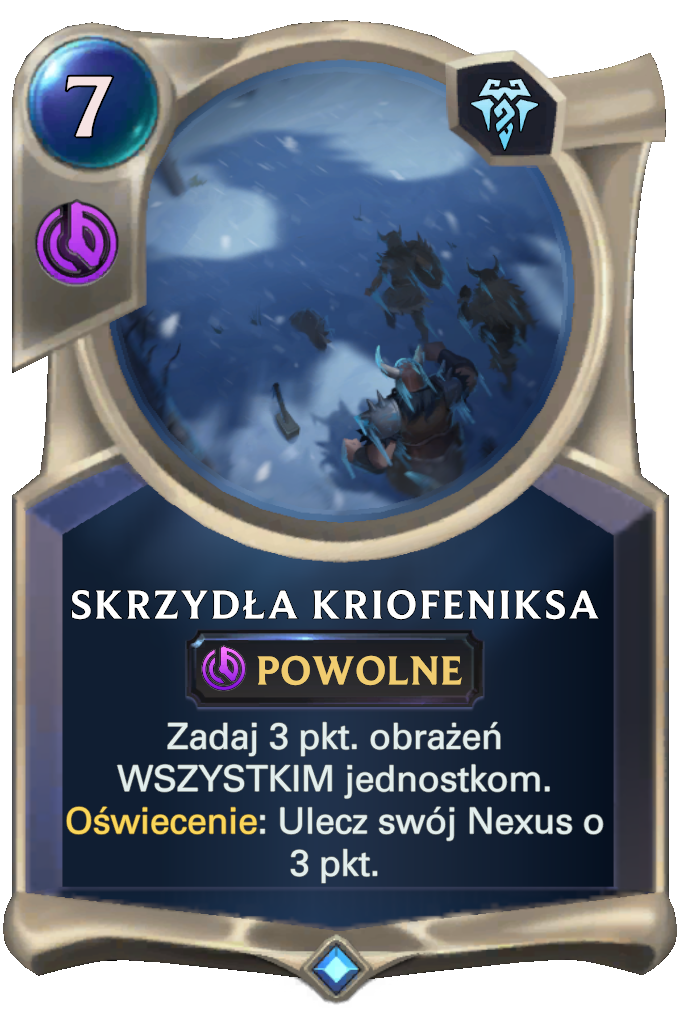 7
SKRZYDŁA KRIOFENIKSA
POWOLNE
Zadaj 3 pkt. obrażeń
WSZYSTKIM jednostkom.
Oświecenie: Ulecz swój Nexus o
3 pkt.